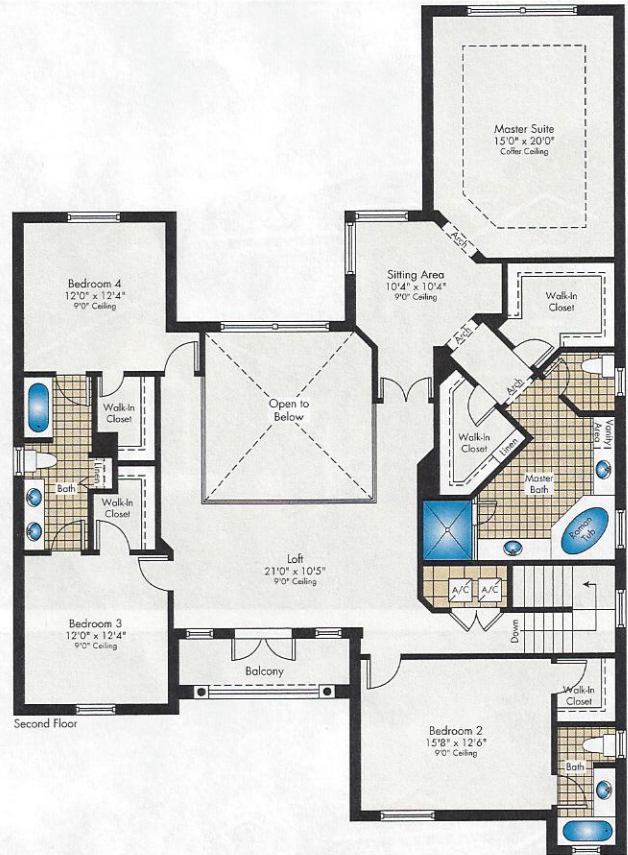 Master Suite
15'0" x 20'0"
Coffer Ceiling
Arch
Bedroom 4
12'0" x 12'4"
9'0" Ceiling
Sitting Area
10'4" x 10'4"
9'0" Ceiling
Walk-In
Closet
Arch
Arch
Open to
Below
Walk-In
Closet
Walk-In
Closet
Linen
Vanity
Area
Linen
Bath
Walk-In
Closet
Master
Bath
Roman
Tub
Loft
21'0" x 10'5"
9'0" Ceiling
A/C
A/C
Bedroom 3
12'0" x 12'4"
9'0" Ceiling
Down
Balcony
Walk-In
Closet
Second Floor
Bedroom 2
15'8" x 12'6"
9'0" Ceiling
Bath